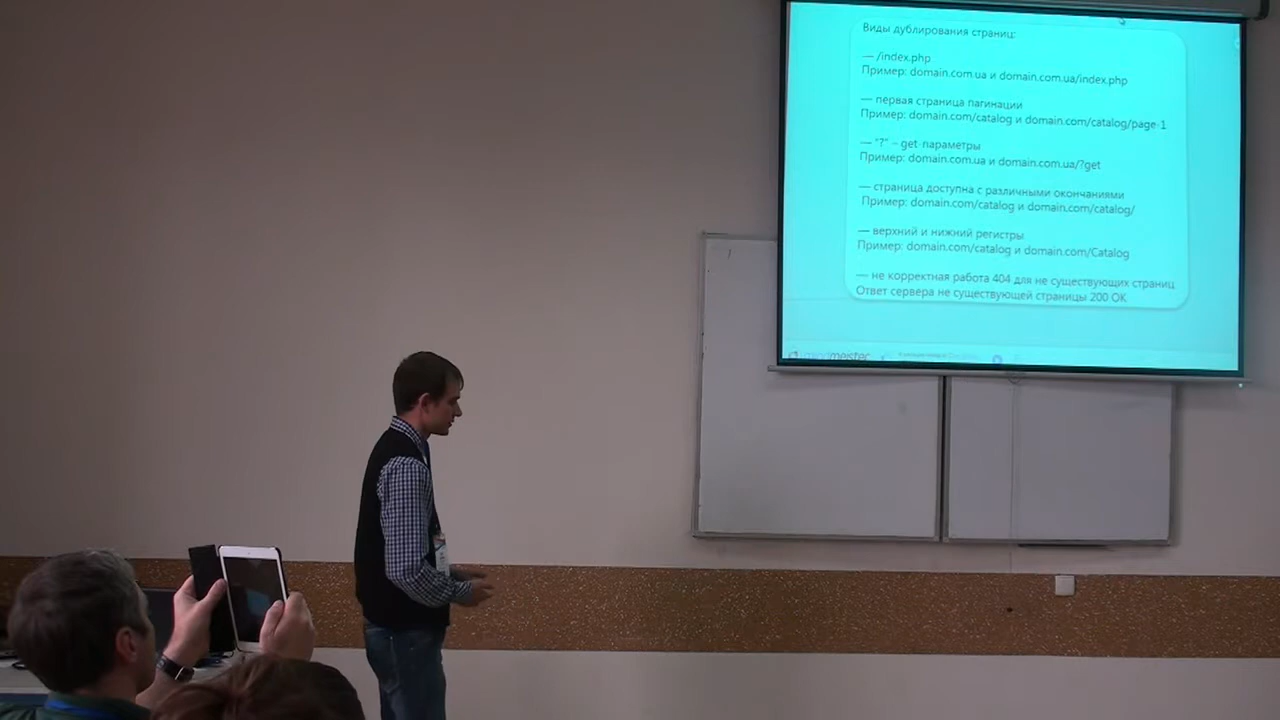 Виды дублирования страниц:
— /index.php
Пример: domain.com.ua и domain.com.ua/index.php
— первая страница пагинации
Пример: domain.com/catalog и domain.com/catalog/page-1
— "?" – get-параметры
Пример: domain.com.ua и domain.com.ua/?get
— страница доступна с различными окончаниями
Пример: domain.com/catalog и domain.com/catalog/
— верхний и нижний регистры
Пример: domain.com/catalog и domain.com/Catalog
— не корректная работа 404 для не существующих страниц
Ответ сервера не существующей страницы 200 ОК
mindmeister